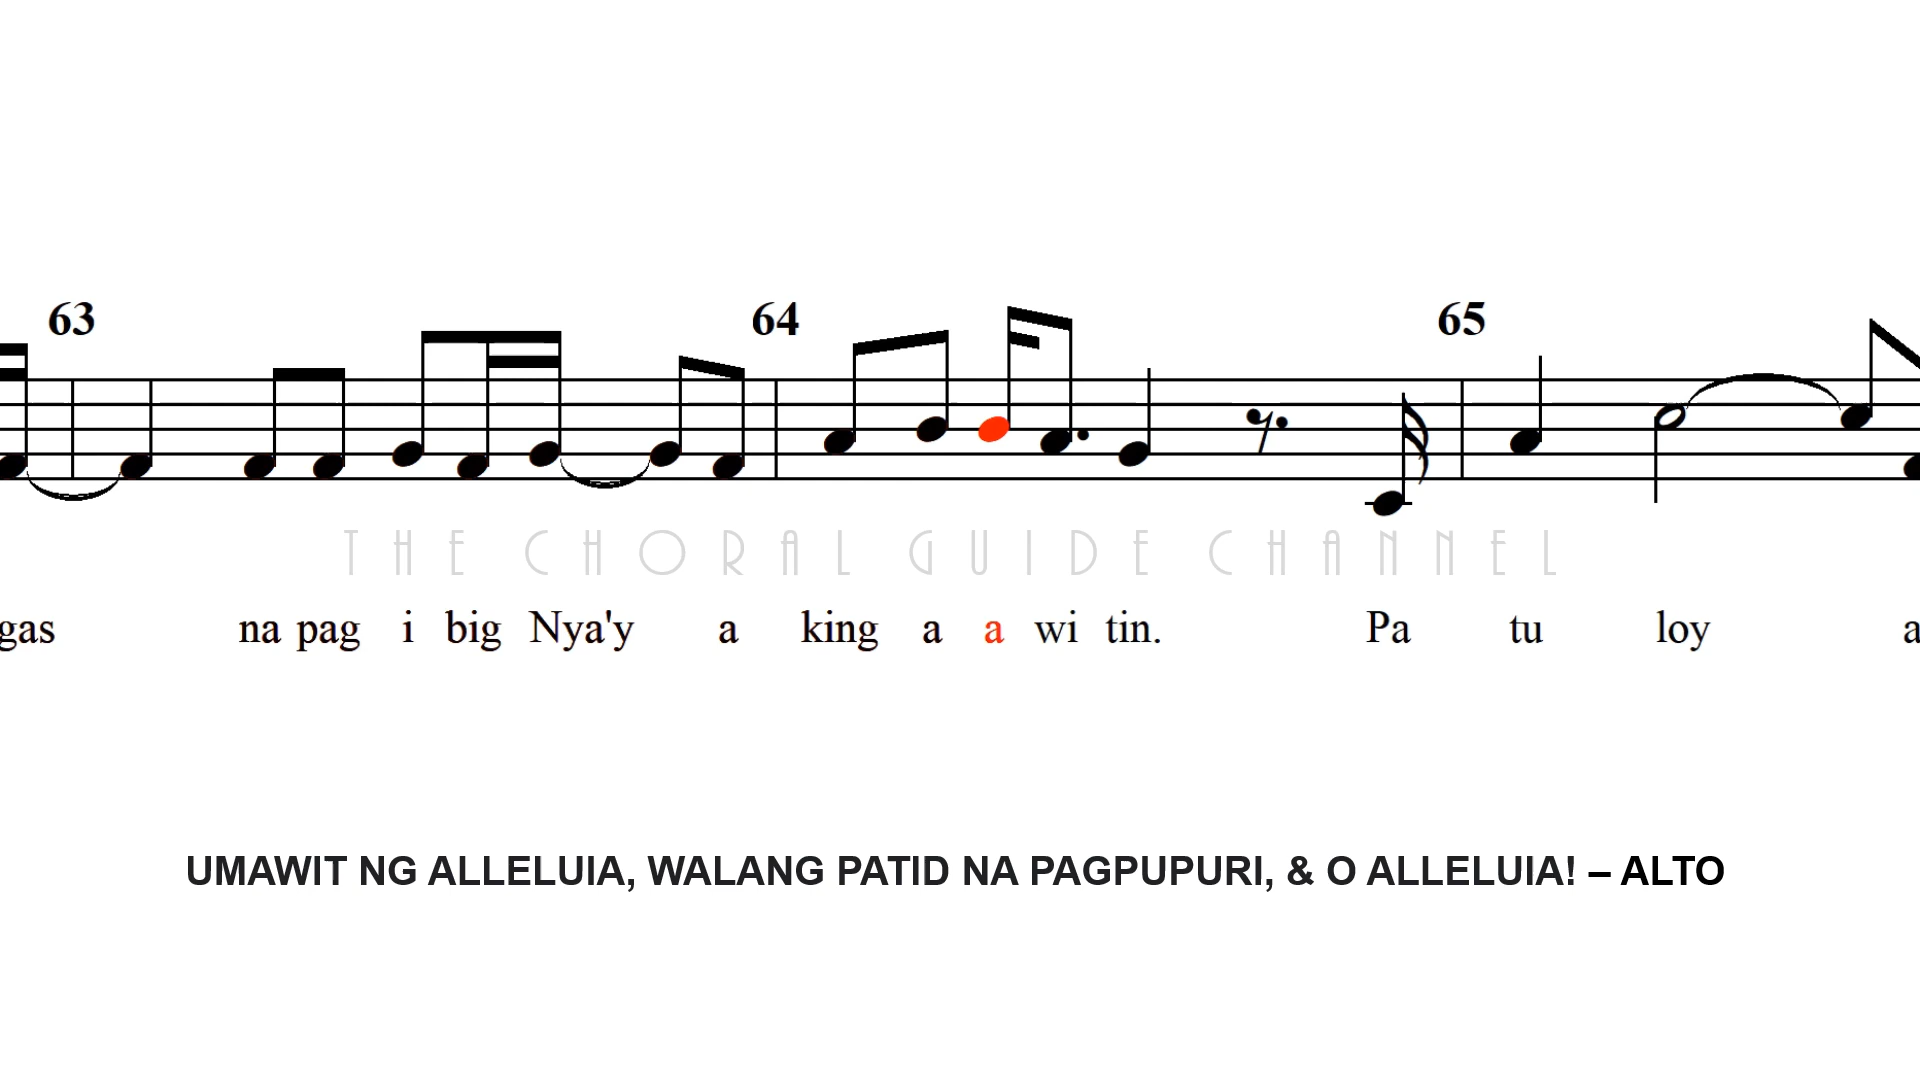 63 64 65
THE CHORAL GUIDE CHANNEL
gas na pag i big Nya'y a king a a wi tin. Pa tu loy a
UMAWIT NG ALLELUIA, WALANG PATID NA PAGPUPURI, & O ALLELUIA! – ALTO